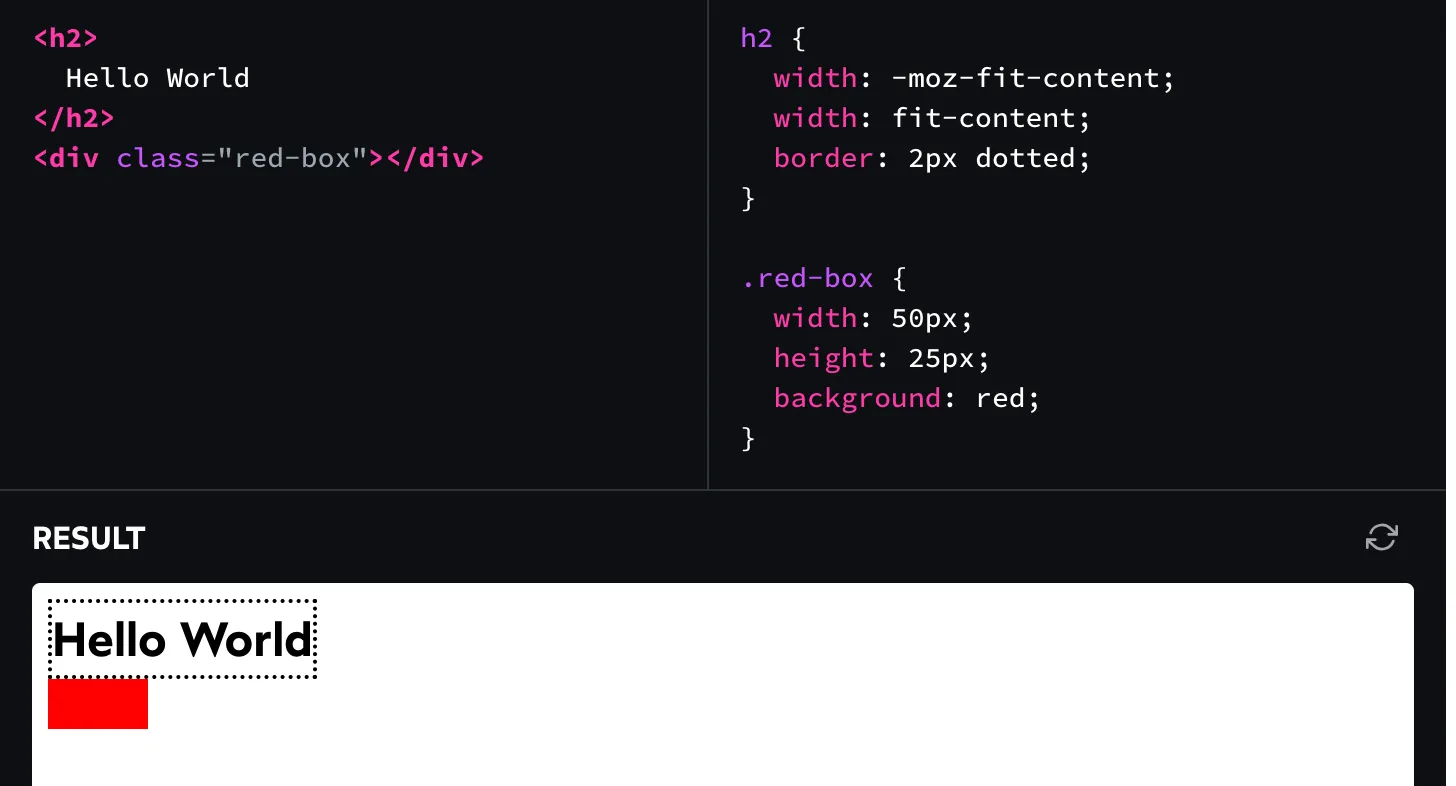 <h2>
  Hello World
</h2>
<div class="red-box"></div>
h2 {
  width: -moz-fit-content;
  width: fit-content;
  border: 2px dotted;
}
.red-box {
  width: 50px;
  height: 25px;
  background: red;
}
RESULT
Hello World